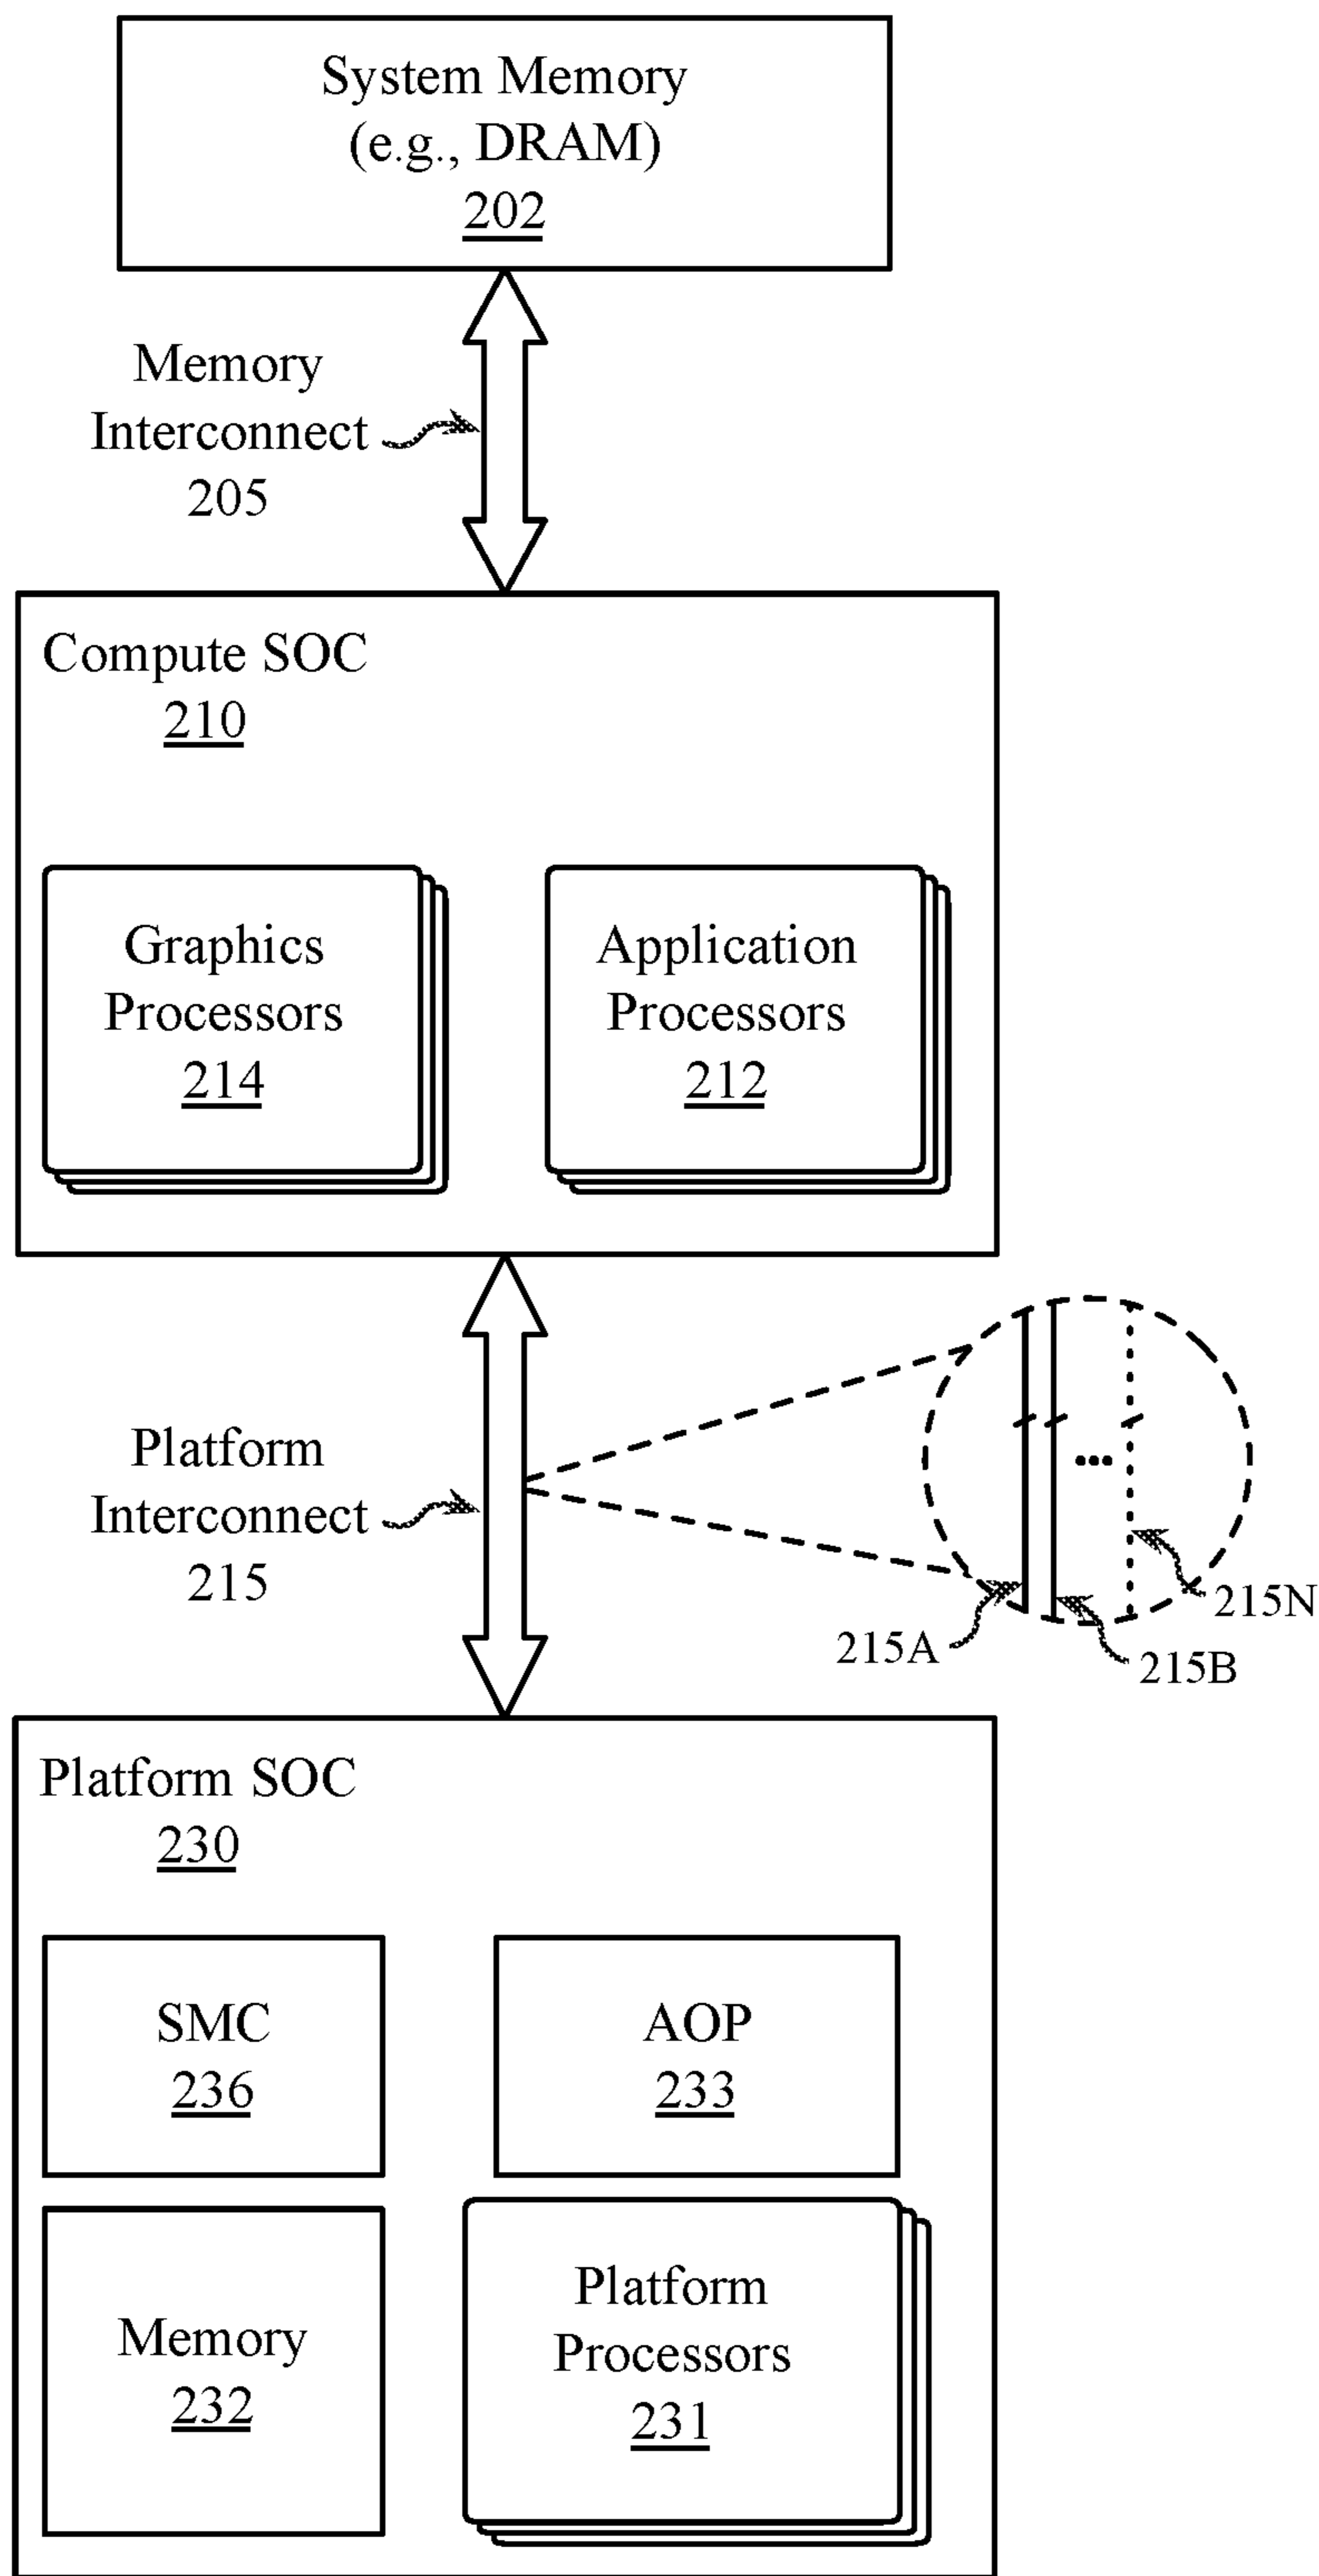 System Memory
(e.g., DRAM)
202
Memory
Interconnect
205
Compute SOC
210
Graphics
Processors
214
Application
Processors
212
Platform
Interconnect
215
...
215A
215B
215N
Platform SOC
230
SMC
236
AOP
233
Memory
232
Platform
Processors
231